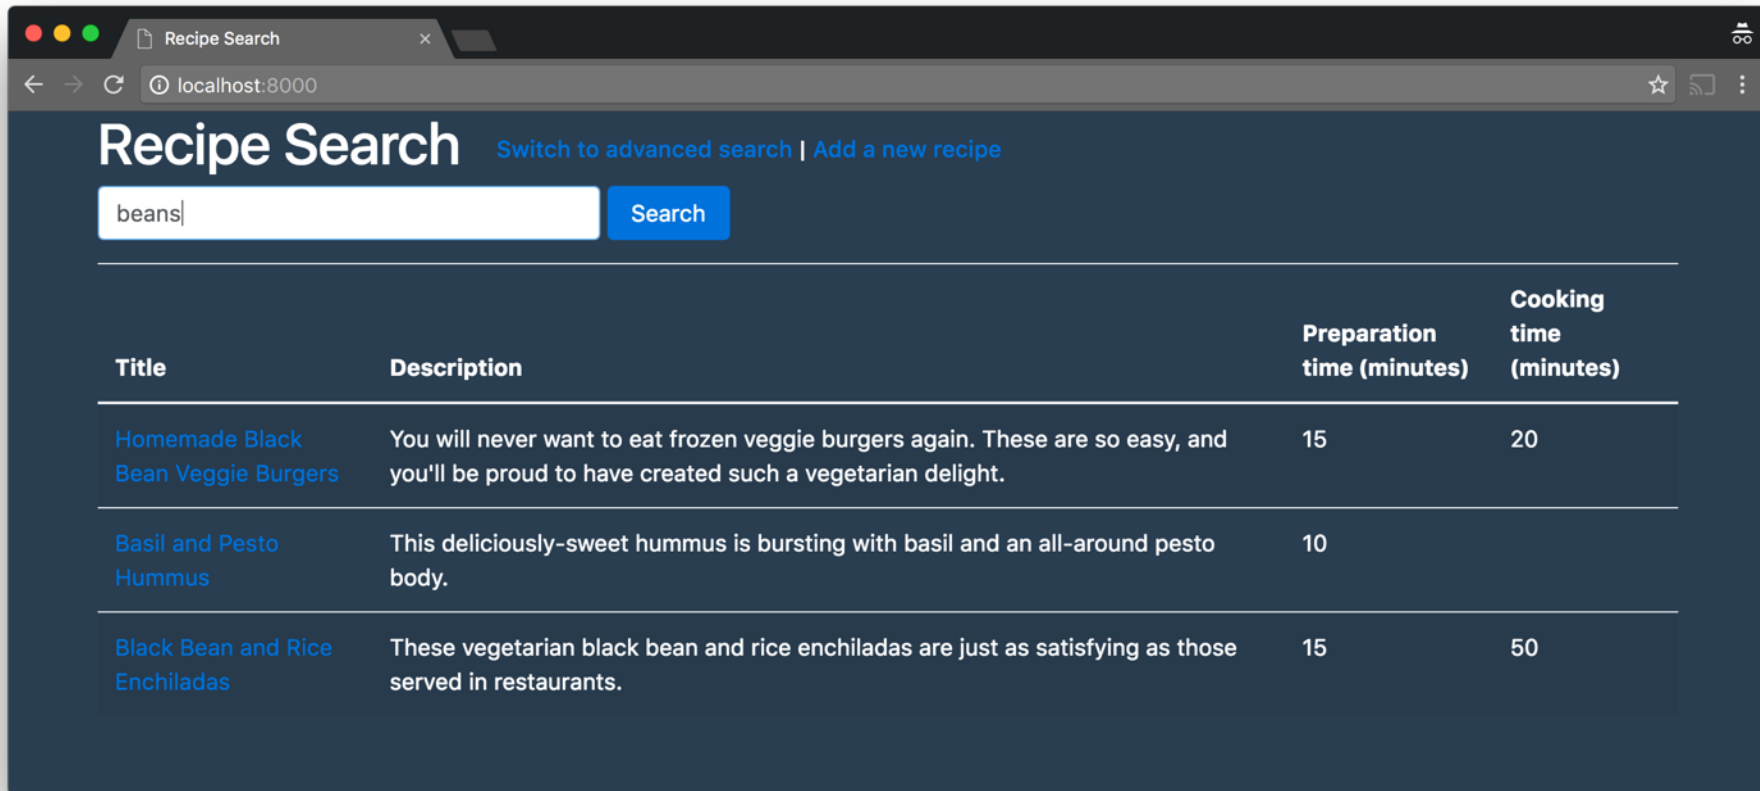 Recipe Search
localhost:8000
Recipe Search Switch to advanced search | Add a new recipe
beans Search
Title Description Preparation time (minutes) Cooking time (minutes)
Homemade Black Bean Veggie Burgers
You will never want to eat frozen veggie burgers again. These are so easy, and
you'll be proud to have created such a vegetarian delight.
15 20
Basil and Pesto Hummus
This deliciously-sweet hummus is bursting with basil and an all-around pesto
body.
10
Black Bean and Rice Enchiladas
These vegetarian black bean and rice enchiladas are just as satisfying as those
served in restaurants.
15 50